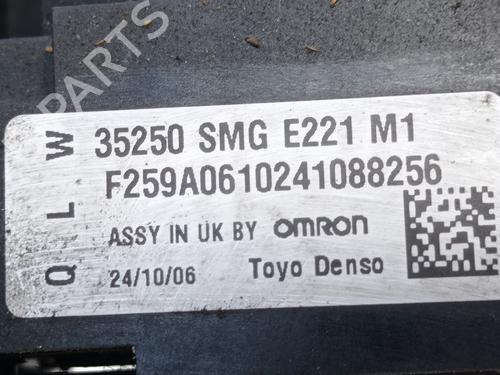 PARTS
W 35250 SMG E221 M1
L F259A0610241088256
ASSY IN UK BY OMRON
Q 24/10/06 Toyo Denso